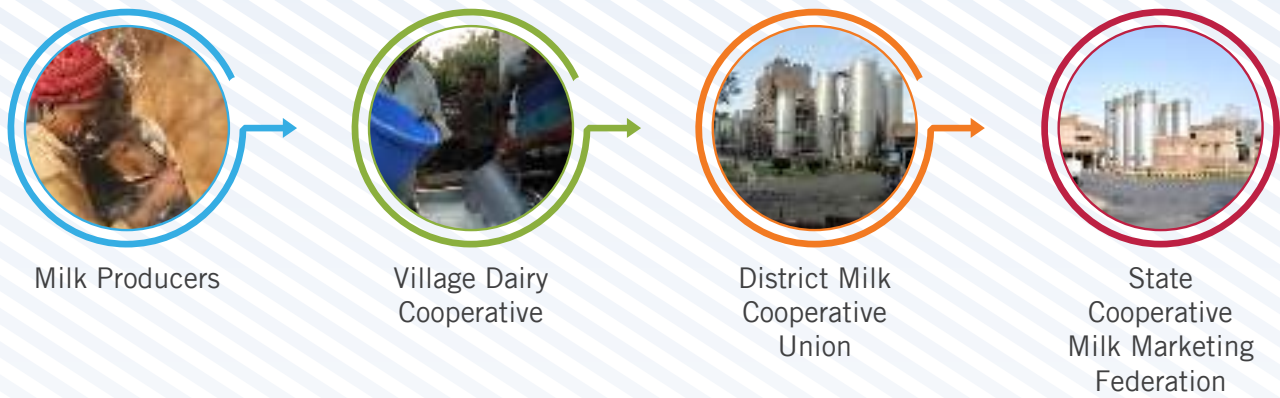 Milk Producers
Village Dairy
Cooperative
District Milk
Cooperative
Union
State
Cooperative
Milk Marketing
Federation